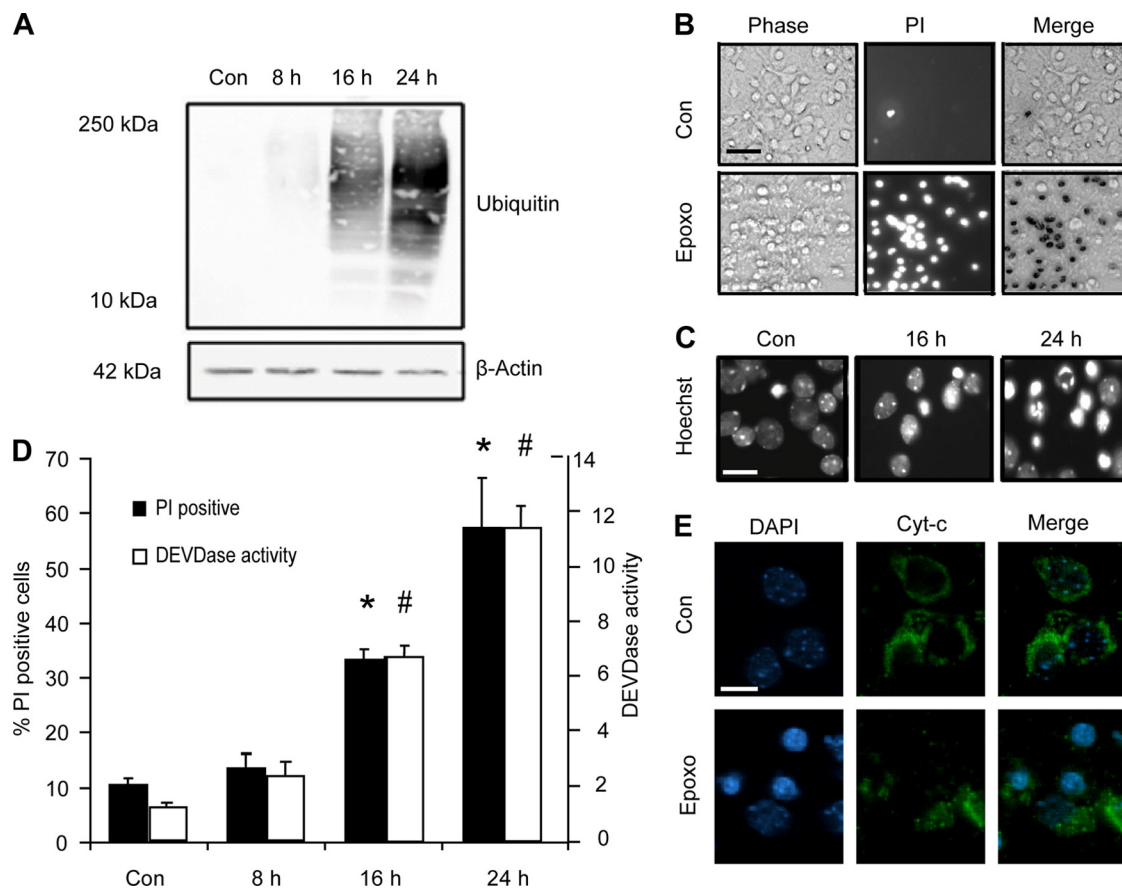 A
Con 8 h 16 h 24 h
250 kDa
Ubiquitin
10 kDa
42 kDa
β-Actin
B
Phase PI Merge
Con
Epoxo
C
Con 16 h 24 h
Hoechst
D
% PI positive cells
70
60
50
40
30
20
10
0
PI positive
DEVDase activity
* #
* #
14
12
10
8
6
4
2
0
DEVDase activity
Con 8 h 16 h 24 h
E
DAPI Cyt-c Merge
Con
Epoxo